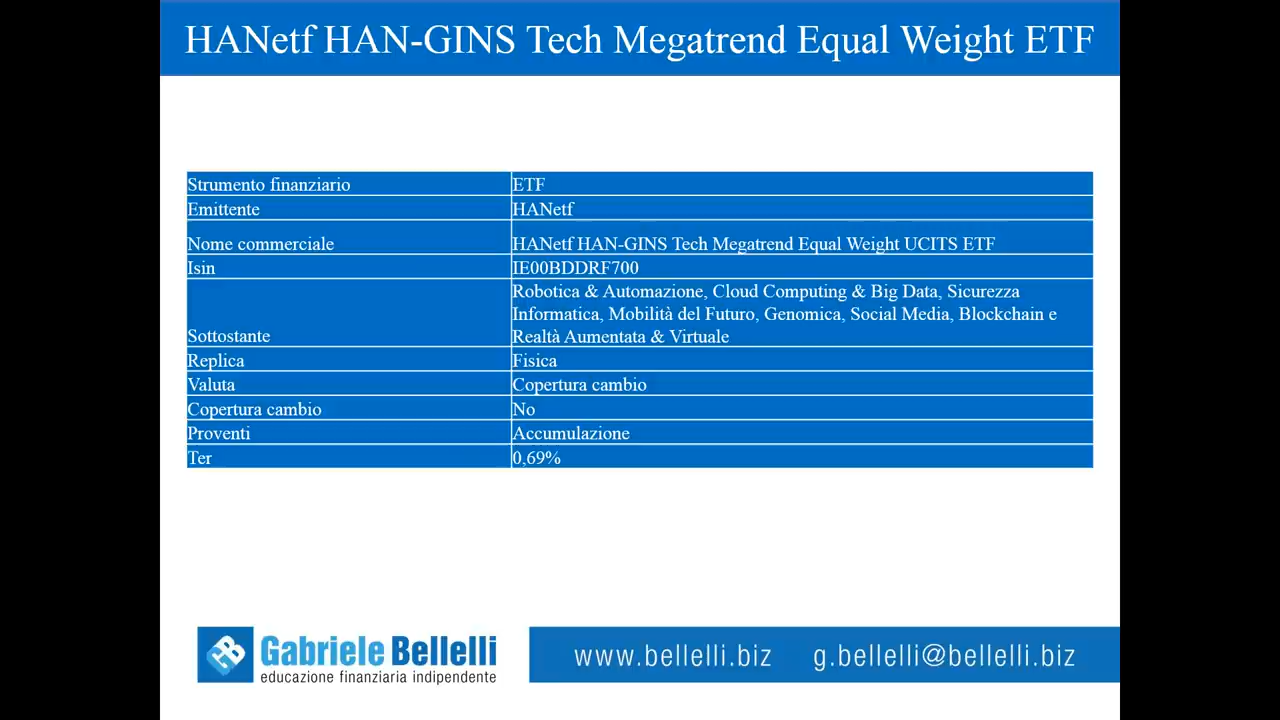 HANetf HAN-GINS Tech Megatrend Equal Weight ETF
Strumento finanziario ETF
Emittente HANetf
Nome commerciale HANetf HAN-GINS Tech Megatrend Equal Weight UCITS ETF
Isin IE00BDDRF700
Robotica & Automazione, Cloud Computing & Big Data, Sicurezza
Informatica, Mobilità del Futuro, Genomica, Social Media, Blockchain e
Sottostante Realtà Aumentata & Virtuale
Replica Fisica
Valuta Copertura cambio
Copertura cambio No
Proventi Accumulazione
Ter 0,69%
GB Gabriele Bellelli
educazione finanziaria indipendente
www.bellelli.biz g.bellelli@bellelli.biz